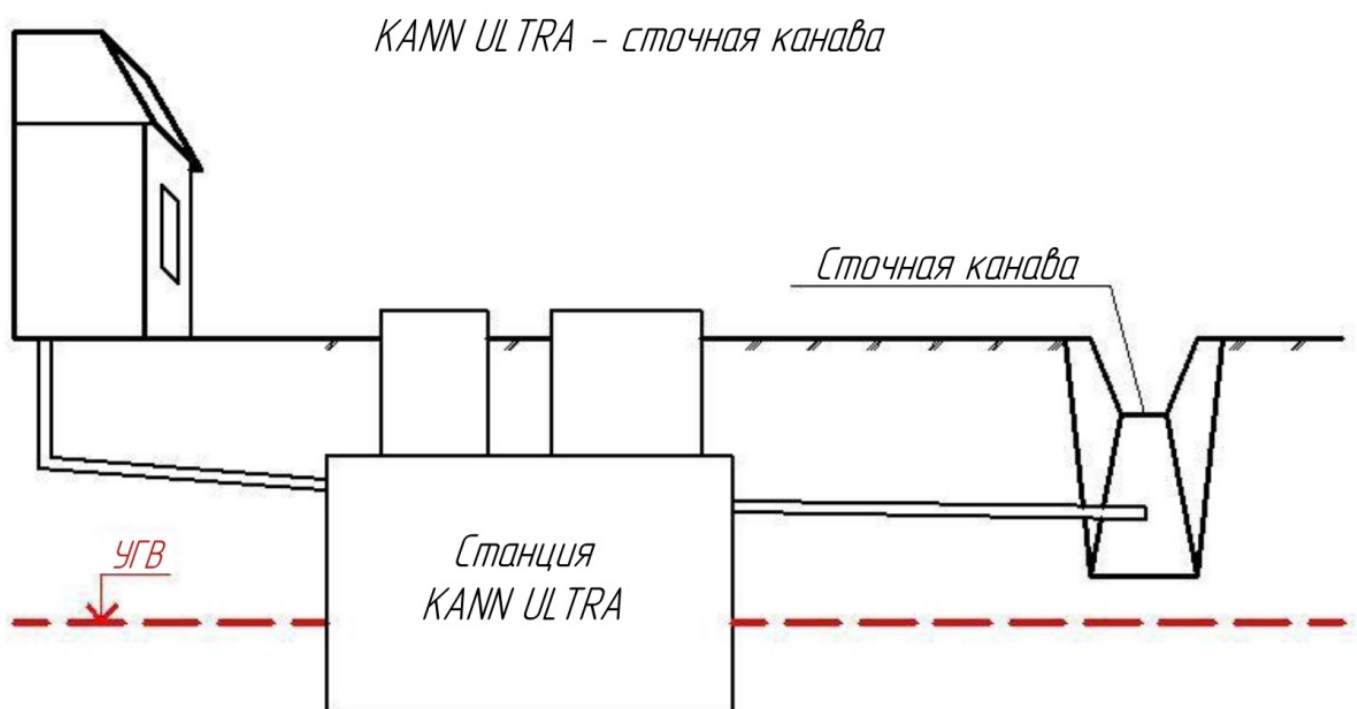 KANN ULTRA - сточная канава
Сточная канава
УГВ
Станция
KANN ULTRA